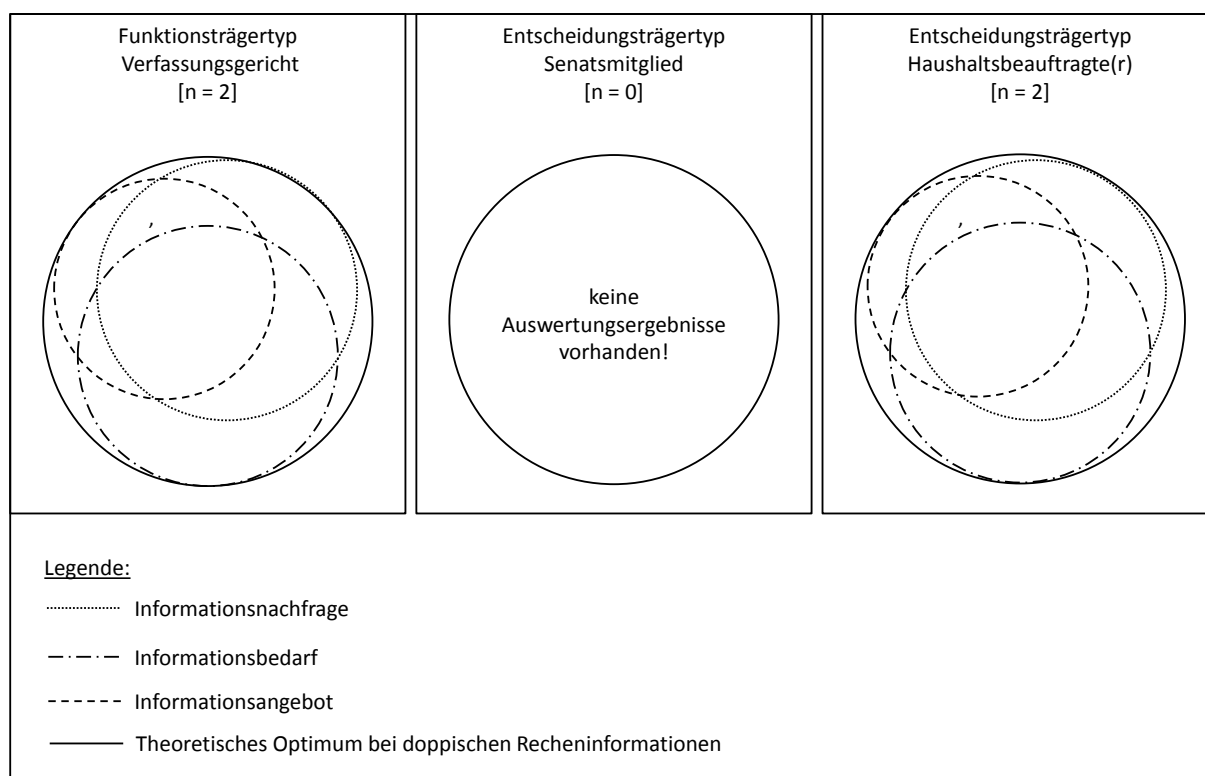 Funktionsträgertyp
Verfassungsgericht
[n = 2]
Entscheidungsträgertyp
Senatsmitglied
[n = 0]
Entscheidungsträgertyp
Haushaltsbeauftragte(r)
[n = 2]
,
keine
Auswertungsergebnisse
vorhanden!
,
Legende:
Informationsnachfrage
Informationsbedarf
Informationsangebot
Theoretisches Optimum bei doppischen Recheninformationen